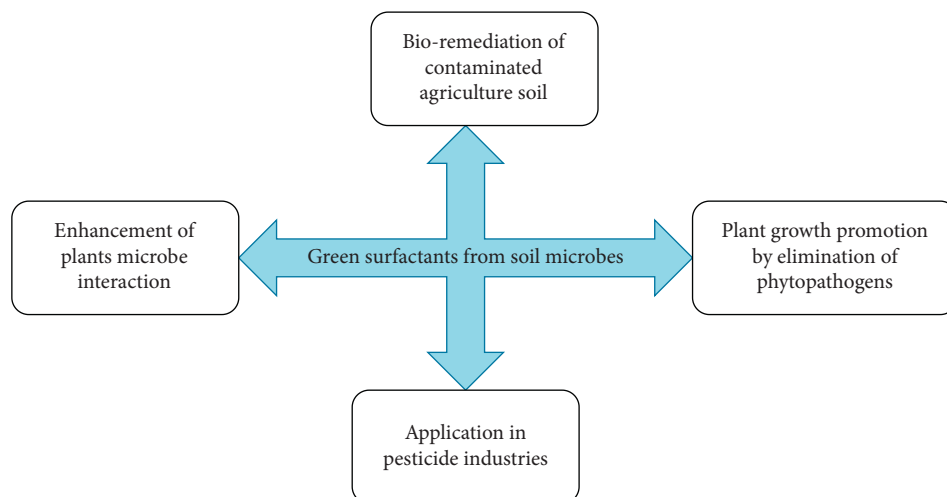 Bio-remediation of
contaminated
agriculture soil
Enhancement of
plants microbe
interaction
Green surfactants from soil microbes
Plant growth promotion
by elimination of
phytopathogens
Application in
pesticide industries